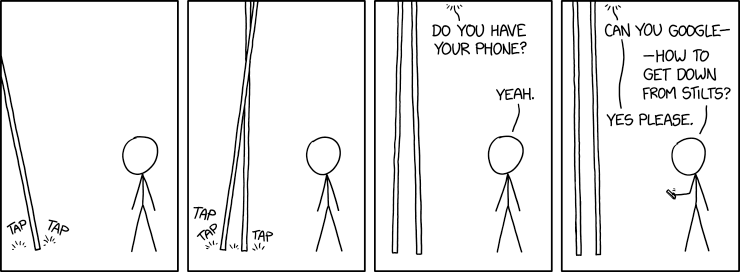 TAP
TAP
TAP
TAP
TAP
DO YOU HAVE
YOUR PHONE?
YEAH.
CAN YOU GOOGLE—
—HOW TO
GET DOWN
FROM STILTS?
YES PLEASE.